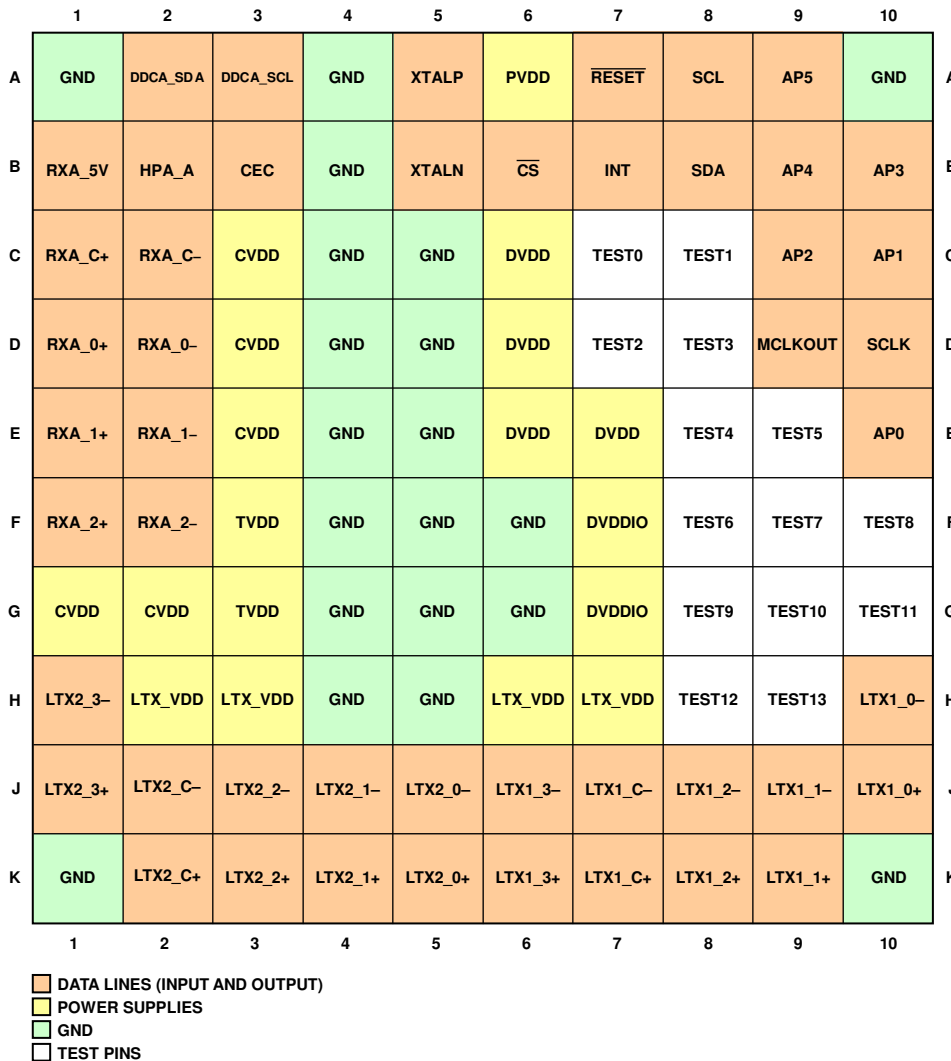 1 2 3 4 5 6 7 8 9 10
A GND DDCA_SDA DDCA_SCL GND XTALP PVDD RESET SCL AP5 GND
B RXA_5V HPA_A CEC GND XTALN CS INT SDA AP4 AP3
C RXA_C+ RXA_C– CVDD GND GND DVDD TEST0 TEST1 AP2 AP1
D RXA_0+ RXA_0– CVDD GND GND DVDD TEST2 TEST3 MCLKOUT SCLK
E RXA_1+ RXA_1– CVDD GND GND DVDD DVDD TEST4 TEST5 AP0
F RXA_2+ RXA_2– TVDD GND GND GND DVDDIO TEST6 TEST7 TEST8
G CVDD CVDD TVDD GND GND GND DVDDIO TEST9 TEST10 TEST11
H LTX2_3– LTX_VDD LTX_VDD GND GND LTX_VDD LTX_VDD TEST12 TEST13 LTX1_0–
J LTX2_3+ LTX2_C– LTX2_2– LTX2_1– LTX2_0– LTX1_3– LTX1_C– LTX1_2– LTX1_1– LTX1_0+
K GND LTX2_C+ LTX2_2+ LTX2_1+ LTX2_0+ LTX1_3+ LTX1_C+ LTX1_2+ LTX1_1+ GND
1 2 3 4 5 6 7 8 9 10
DATA LINES (INPUT AND OUTPUT)
POWER SUPPLIES
GND
TEST PINS